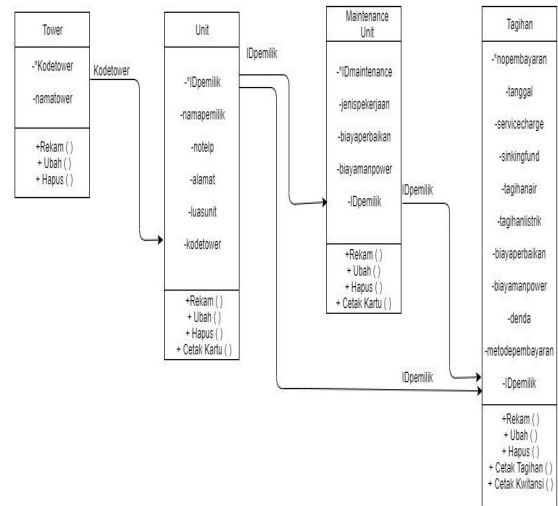 Tower
-*Kodetower
-namatower
+Rekam ( )
+ Ubah ( )
+ Hapus ( )
Kodetower
Unit
-*IDpemilik
-namapemilik
-notelp
-alamat
-luasunit
-kodetower
+Rekam ( )
+ Ubah ( )
+ Hapus ( )
+ Cetak Kartu ( )
IDpemilik
Maintenance
Unit
-*IDmaintenance
-jenispekerjaan
-biayaperbaikan
-biayamanpower
-IDpemilik
+Rekam ( )
+ Ubah ( )
+ Hapus ( )
+ Cetak Kartu ( )
IDpemilik
IDpemilik
Tagihan
-*nopembayaran
-tanggal
-servicecharge
-sinkingfund
-tagihanair
-tagihanlistrik
-biayaperbaikan
-biayamanpower
-denda
-metodepembayaran
-IDpemilik
+Rekam ( )
+ Ubah ( )
+ Hapus ( )
+ Cetak Tagihan ( )
+ Cetak Kwitansi ( )